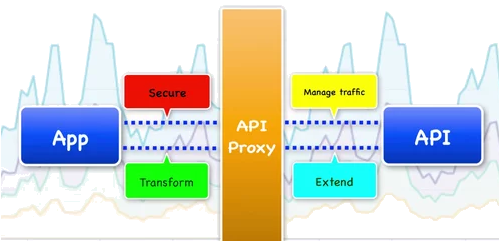 Secure
Manage traffic
App
API
Proxy
API
Transform
Extend